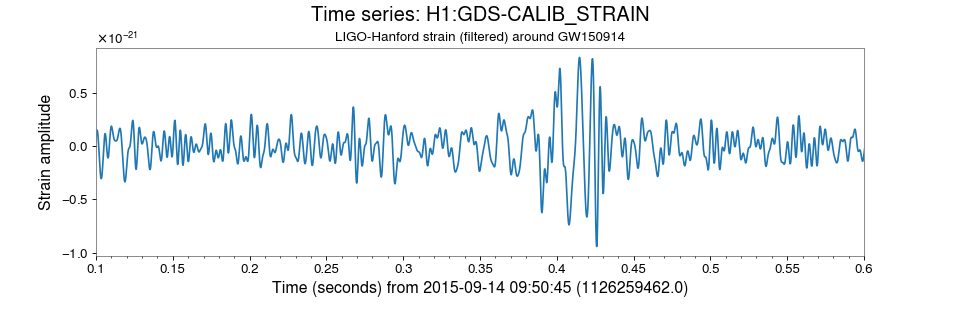 Time series: H1:GDS-CALIB_STRAIN
LIGO-Hanford strain (filtered) around GW150914
×10⁻²¹
Strain amplitude
0.5
0.0
−0.5
−1.0
0.1 0.15 0.2 0.25 0.3 0.35 0.4 0.45 0.5 0.55 0.6
Time (seconds) from 2015-09-14 09:50:45 (1126259462.0)